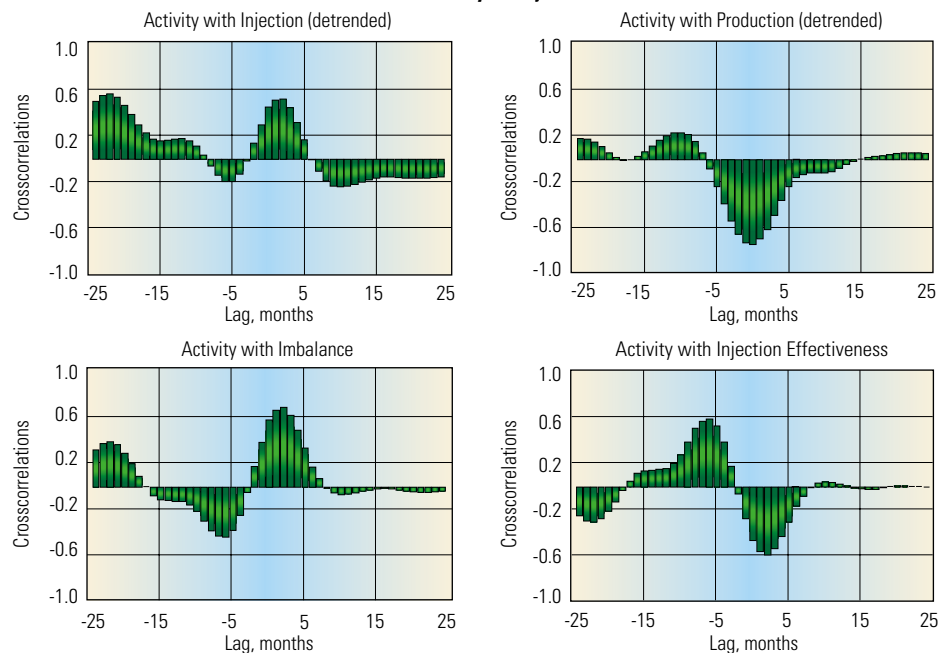 Activity with Injection (detrended)
1.0
0.6
0.2
-0.2
-0.6
-1.0
Crosscorrelations
-25 -15 -5 5 15 25
Lag, months
Activity with Production (detrended)
1.0
0.6
0.2
-0.2
-0.6
-1.0
Crosscorrelations
-25 -15 -5 5 15 25
Lag, months
Activity with Imbalance
1.0
0.6
0.2
-0.2
-0.6
-1.0
Crosscorrelations
-25 -15 -5 5 15 25
Lag, months
Activity with Injection Effectiveness
1.0
0.6
0.2
-0.2
-0.6
-1.0
Crosscorrelations
-25 -15 -5 5 15 25
Lag, months